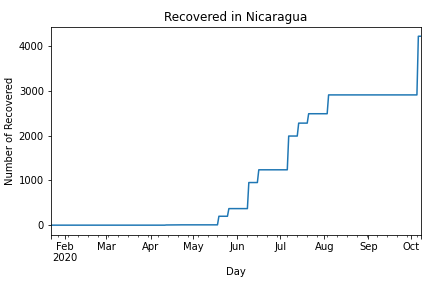 Recovered in Nicaragua
Number of Recovered
4000
3000
2000
1000
0
Feb
2020
Mar
Apr
May
Jun
Jul
Aug
Sep
Oct
Day